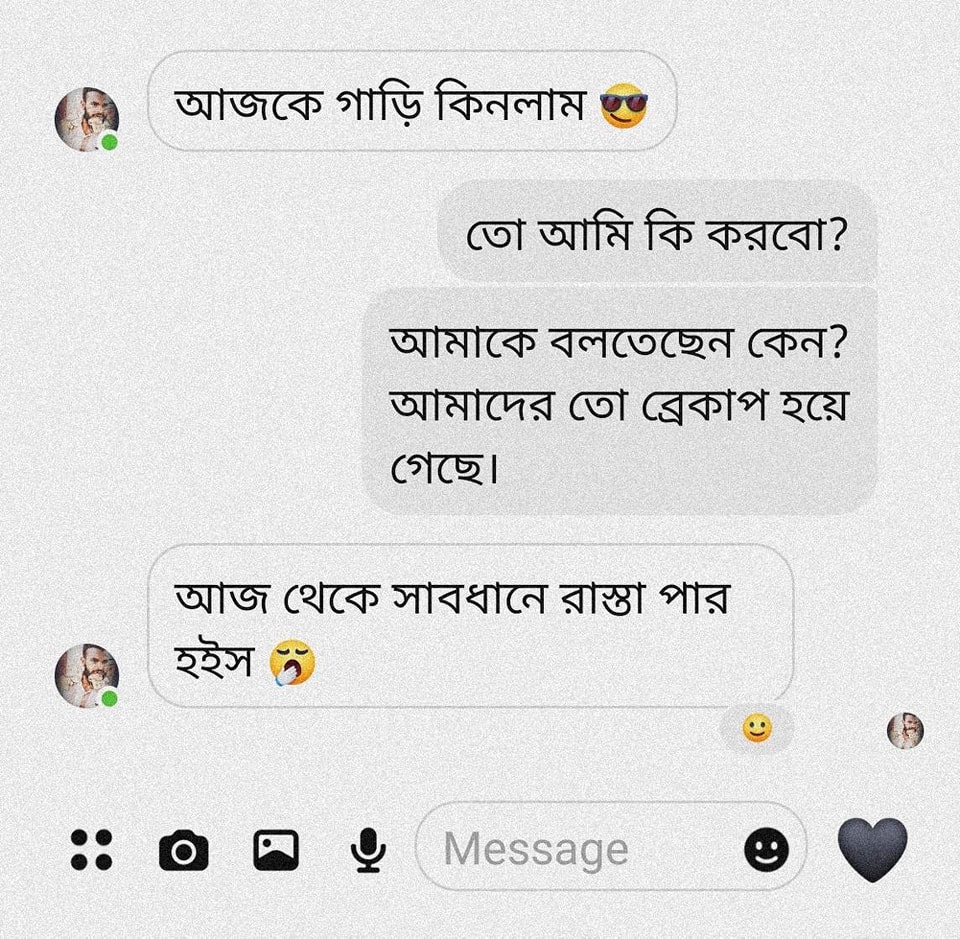 আজকে গাড়ি কিনলাম 😎
তো আমি কি করবো?
আমাকে বলতেছেন কেন?
আমাদের তো ব্রেকাপ হয়ে
গেছে।
আজ থেকে সাবধানে রাস্তা পার
হইস 🥱
🙂
Message